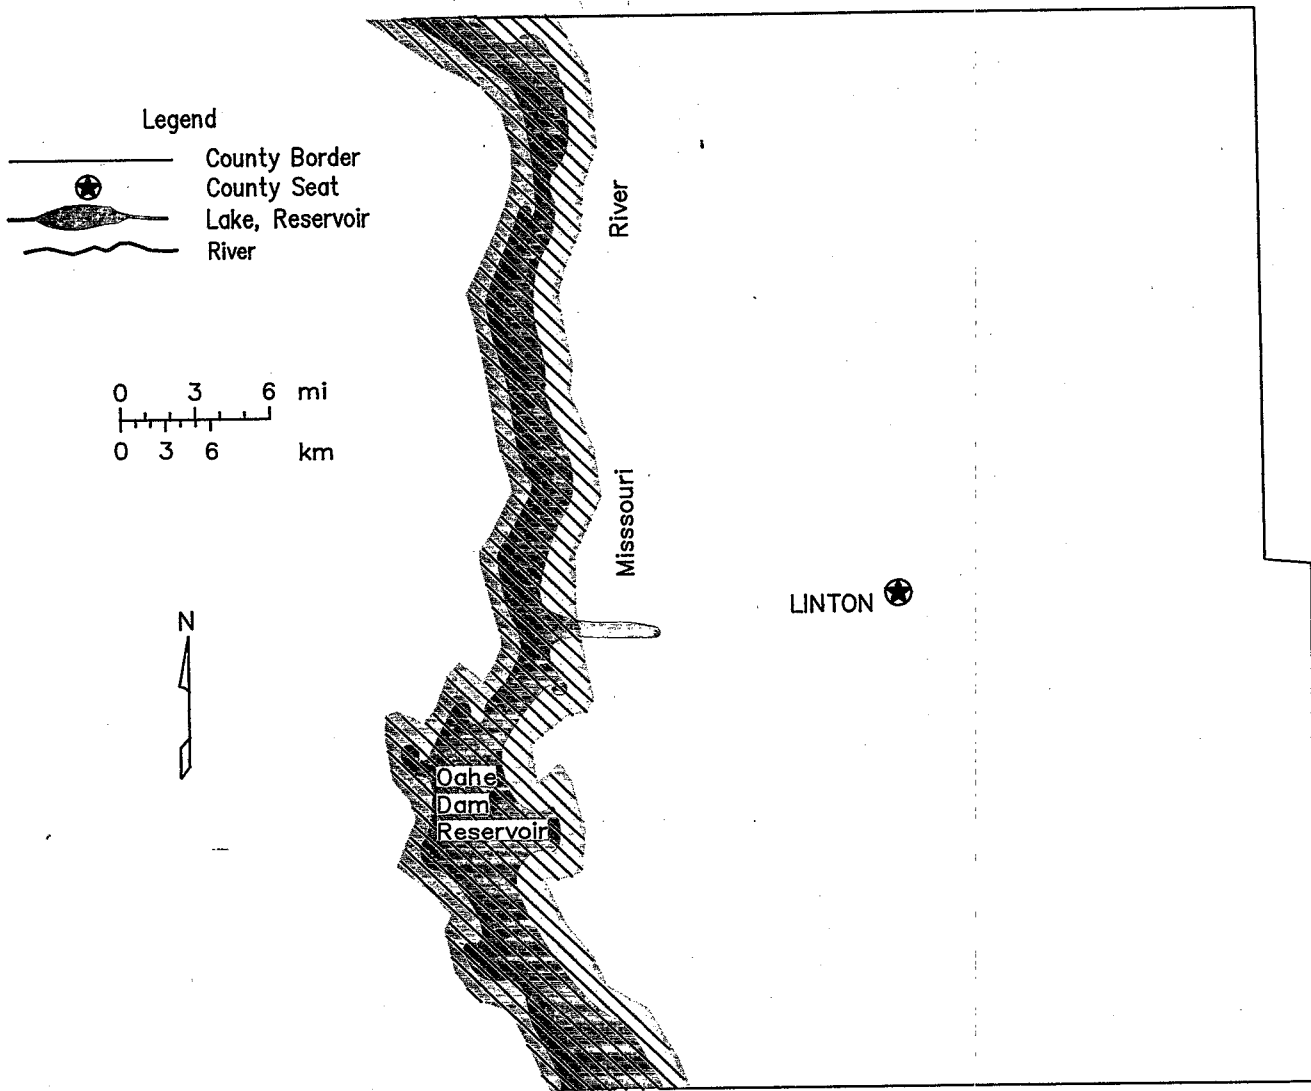 Legend
County Border
County Seat
Lake, Reservoir
River
0 3 6 mi
0 3 6 km
N
River
Misssouri
LINTON
Oahe
Dam
Reservoir